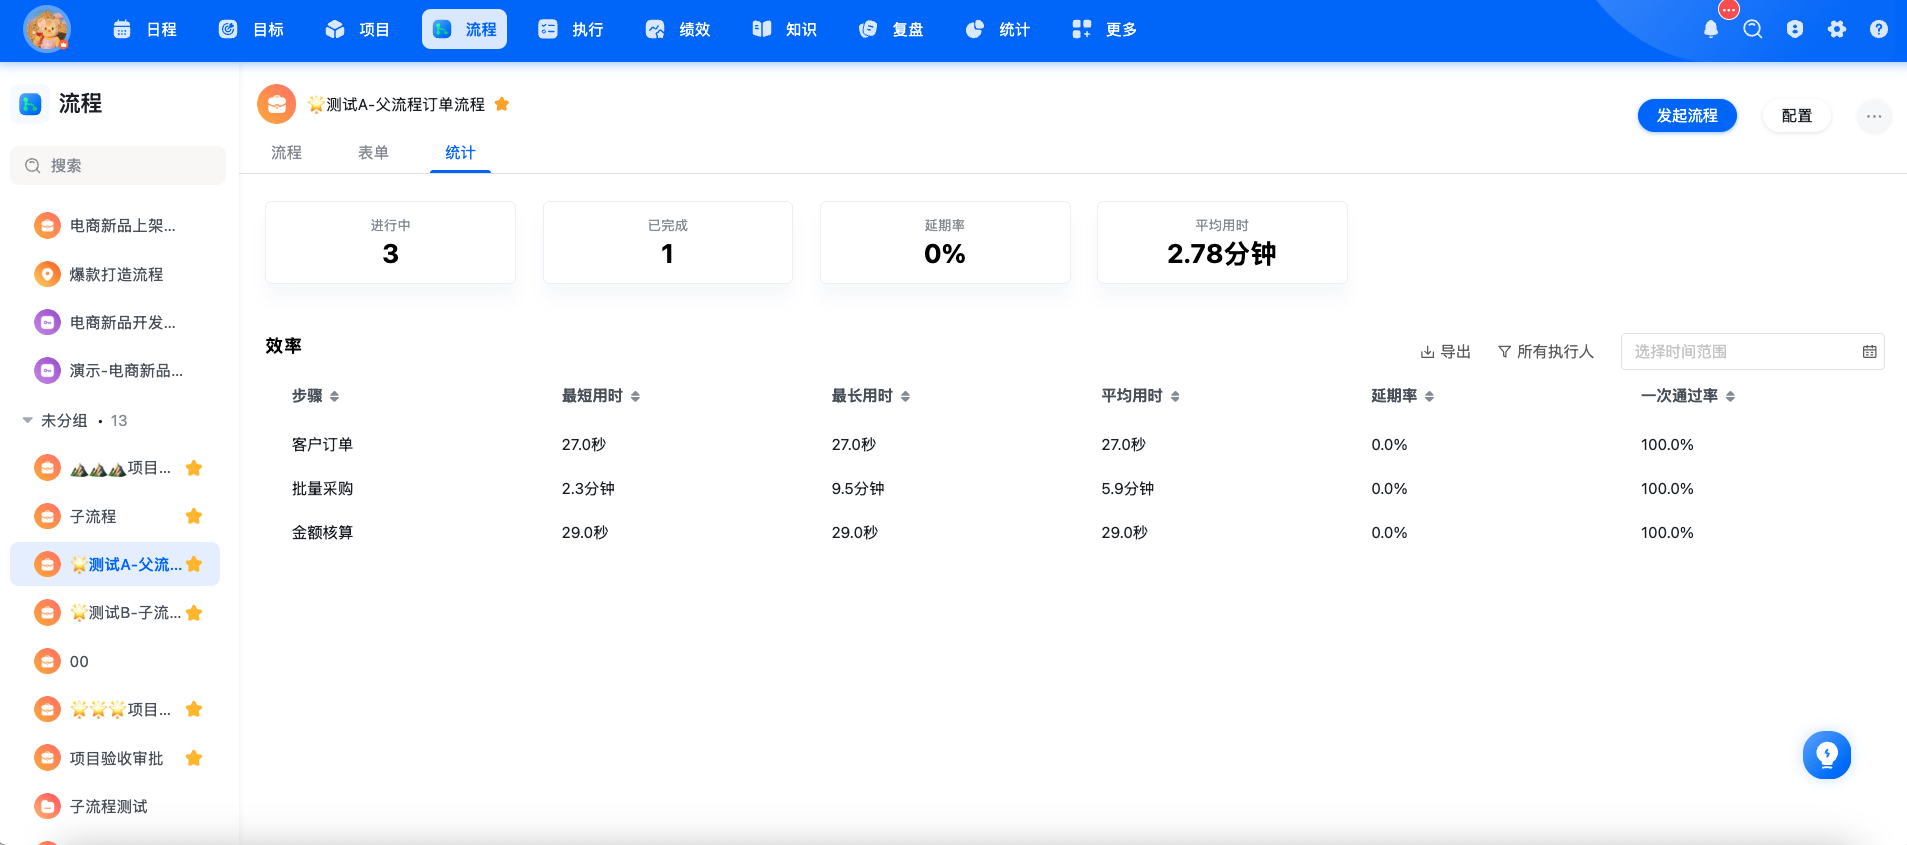 日程
目标
项目
流程
执行
绩效
知识
复盘
统计
更多
流程
搜索
电商新品上架...
爆款打造流程
电商新品开发...
演示-电商新品...
未分组 • 13
⛰️⛰️⛰️项目...
子流程
🌟测试A-父流...
🌟测试B-子流...
00
🌟🌟🌟项目...
项目验收审批
子流程测试
🌟测试A-父流程订单流程
发起流程
配置
流程
表单
统计
进行中
3
已完成
1
延期率
0%
平均用时
2.78分钟
效率
导出
所有执行人
选择时间范围
步骤 最短用时 最长用时 平均用时 延期率 一次通过率
客户订单 27.0秒 27.0秒 27.0秒 0.0% 100.0%
批量采购 2.3分钟 9.5分钟 5.9分钟 0.0% 100.0%
金额核算 29.0秒 29.0秒 29.0秒 0.0% 100.0%